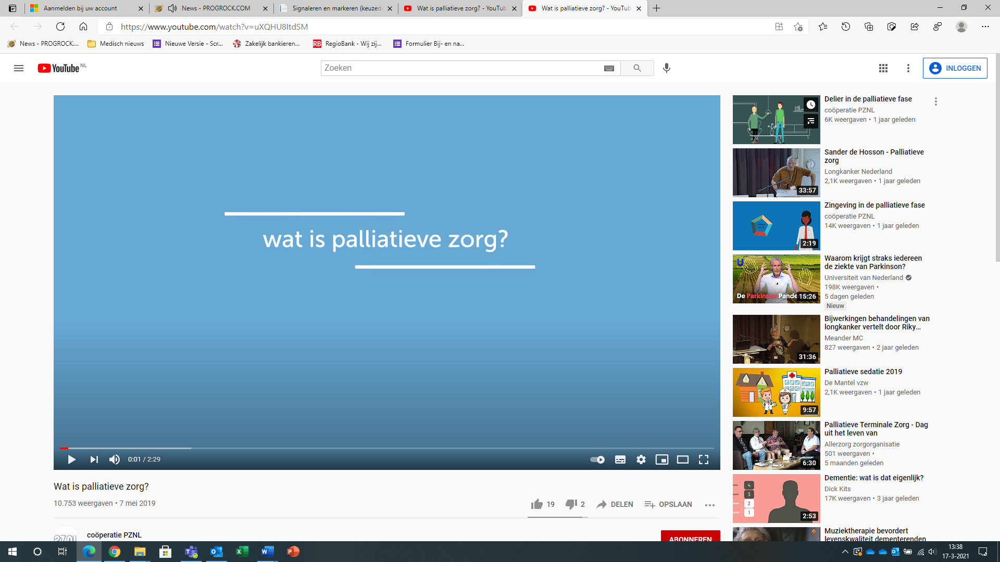 Aanmelden bij uw account
News - PROGROCK.COM
Signaleren en markeren (keuzede
Wat is palliatieve zorg? - YouTub
Wat is palliatieve zorg? - YouTub
https://www.youtube.com/watch?v=uXQHU8ItdSM
News - PROGROCK....
Medisch nieuws
Nieuwe Versie - Scr...
Zakelijk bankieren...
RB RegioBank - Wij zij...
Formulier Bij- en na...
YouTube NL
Zoeken
INLOGGEN
wat is palliatieve zorg?
0:01 / 2:29
Wat is palliatieve zorg?
10.753 weergaven • 7 mei 2019
19
2
DELEN
OPSLAAN
coöperatie PZNL
ABONNEREN
Delier in de palliatieve fase
coöperatie PZNL
6K weergaven • 1 jaar geleden
33:57
Sander de Hosson - Palliatieve
zorg
Longkanker Nederland
2,1K weergaven • 1 jaar geleden
2:19
Zingeving in de palliatieve fase
coöperatie PZNL
14K weergaven • 1 jaar geleden
De Parkinson Pande
15:26
Waarom krijgt straks iedereen
de ziekte van Parkinson?
Universiteit van Nederland
198K weergaven •
5 dagen geleden
Nieuw
31:36
Bijwerkingen behandelingen van
longkanker vertelt door Riky...
Meander MC
827 weergaven • 2 jaar geleden
9:57
Palliatieve sedatie 2019
De Mantel vzw
2,1K weergaven • 1 jaar geleden
6:30
Palliatieve Terminale Zorg - Dag
uit het leven van
Allerzorg zorgorganisatie
501 weergaven •
5 maanden geleden
4
3
2
1
2:53
Dementie: wat is dat eigenlijk?
Dick Kits
17K weergaven • 3 jaar geleden
Muziektherapie bevordert
levenskwaliteit dementerenden
13:38
17-3-2021